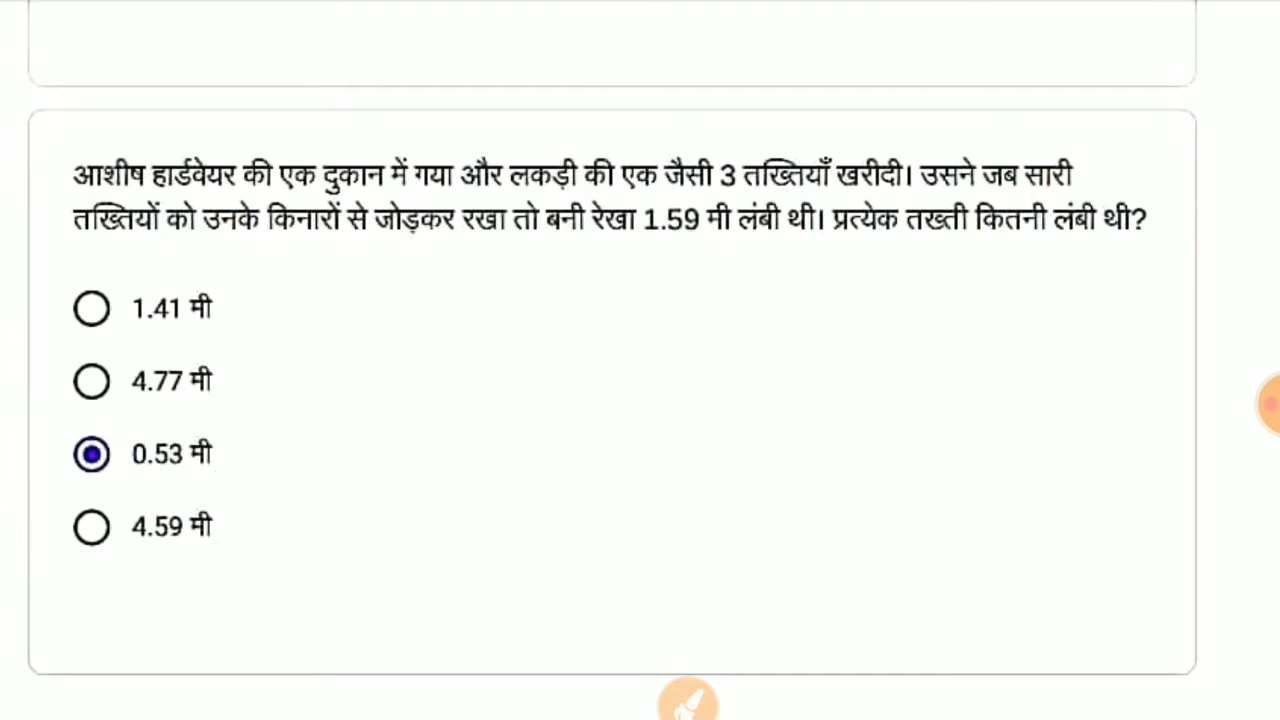 आशीष हार्डवेयर की एक दुकान में गया और लकड़ी की एक जैसी 3 तख्तियाँ खरीदी। उसने जब सारी
तख्तियों को उनके किनारों से जोड़कर रखा तो बनी रेखा 1.59 मी लंबी थी। प्रत्येक तख्ती कितनी लंबी थी?
1.41 मी
4.77 मी
0.53 मी
4.59 मी